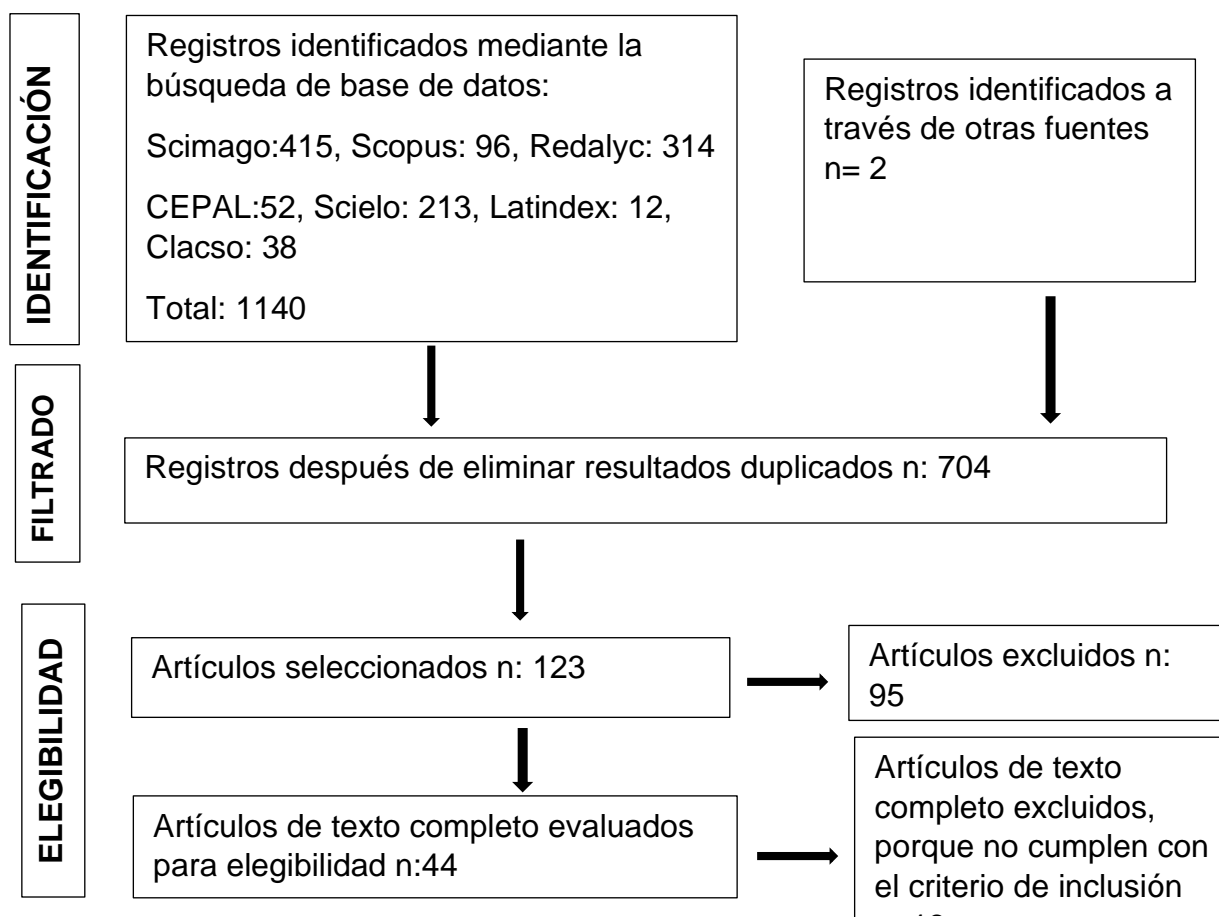 IDENTIFICACIÓN
Registros identificados mediante la
búsqueda de base de datos:
Scimago:415, Scopus: 96, Redalyc: 314
CEPAL:52, Scielo: 213, Latindex: 12,
Clacso: 38
Total: 1140
Registros identificados a
través de otras fuentes
n= 2
FILTRADO
Registros después de eliminar resultados duplicados n: 704
ELEGIBILIDAD
Artículos seleccionados n: 123
Artículos excluidos n:
95
Artículos de texto completo evaluados
para elegibilidad n:44
Artículos de texto
completo excluidos,
porque no cumplen con
el criterio de inclusión